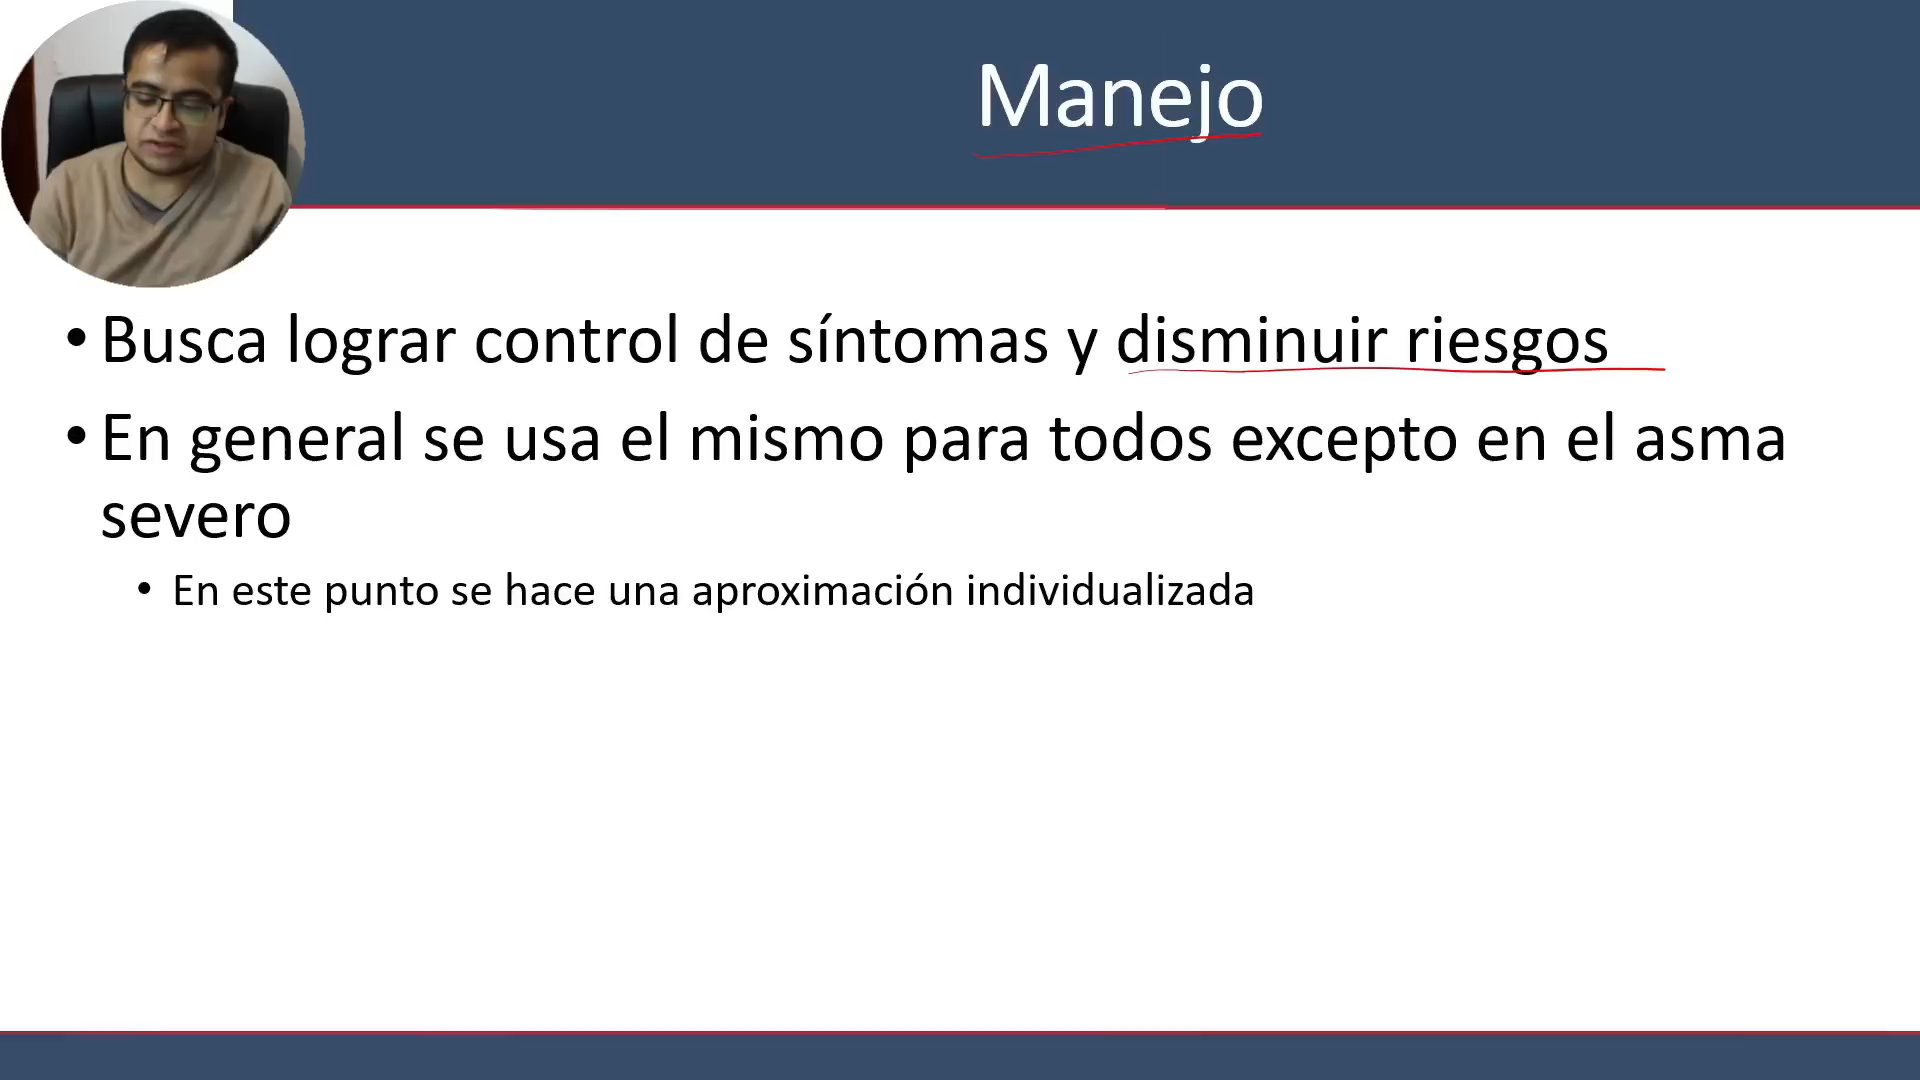 Manejo
• Busca lograr control de síntomas y disminuir riesgos
• En general se usa el mismo para todos excepto en el asma
severo
• En este punto se hace una aproximación individualizada